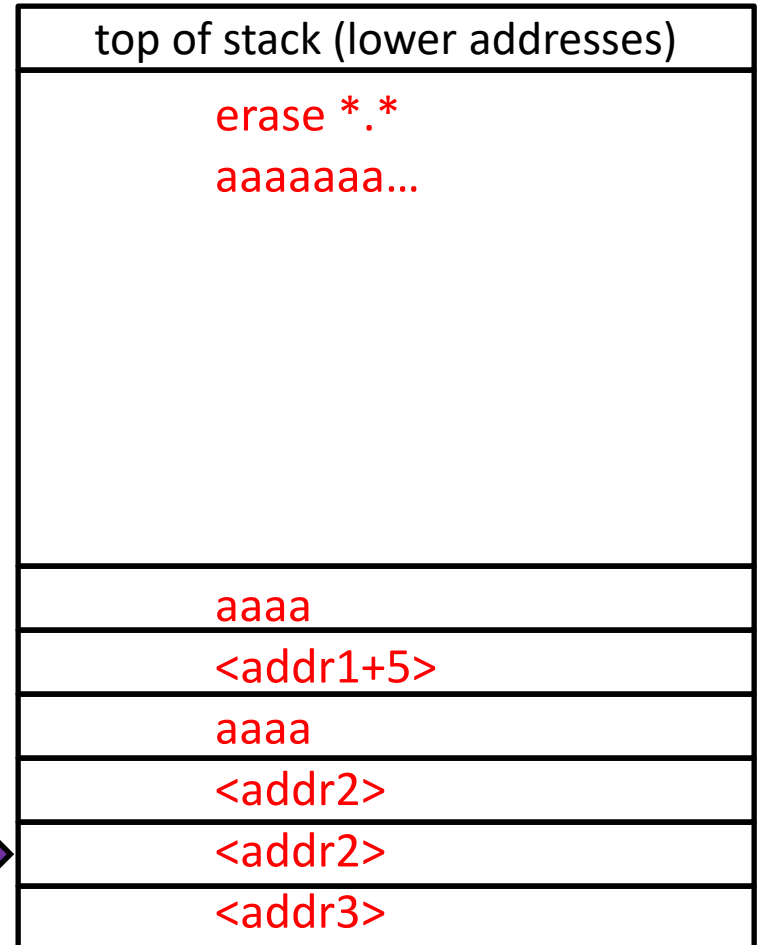 top of stack (lower addresses)
erase *.*
aaaaaaa…
aaaa
<addr1+5>
aaaa
<addr2>
<addr2>
<addr3>